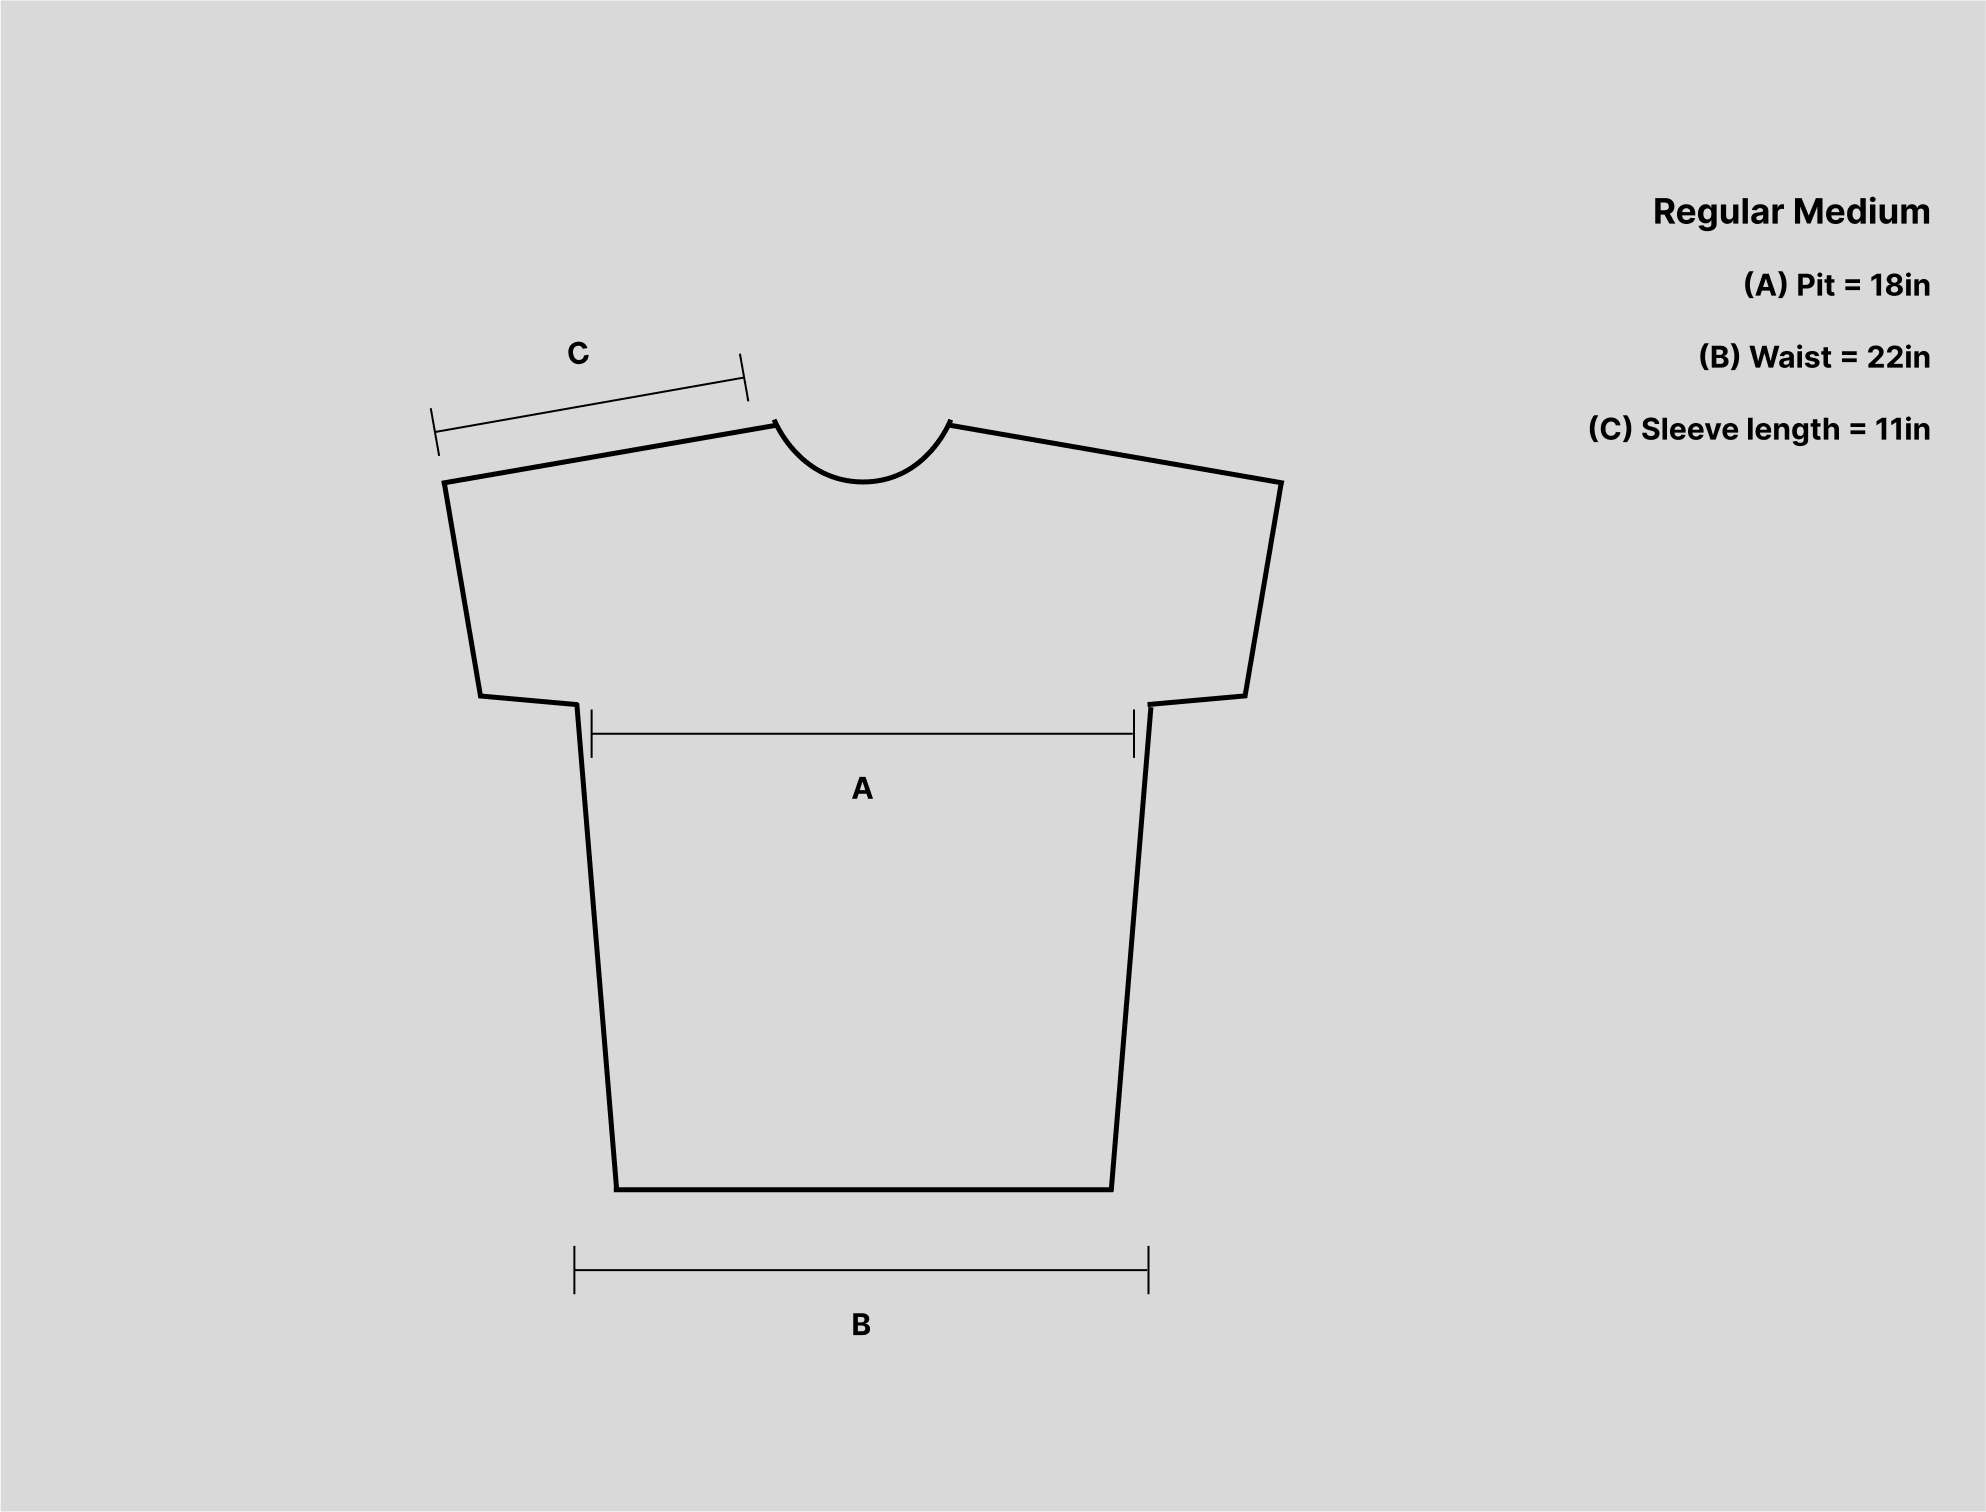 Regular Medium
(A) Pit = 18in
(B) Waist = 22in
(C) Sleeve length = 11in
C
A
B